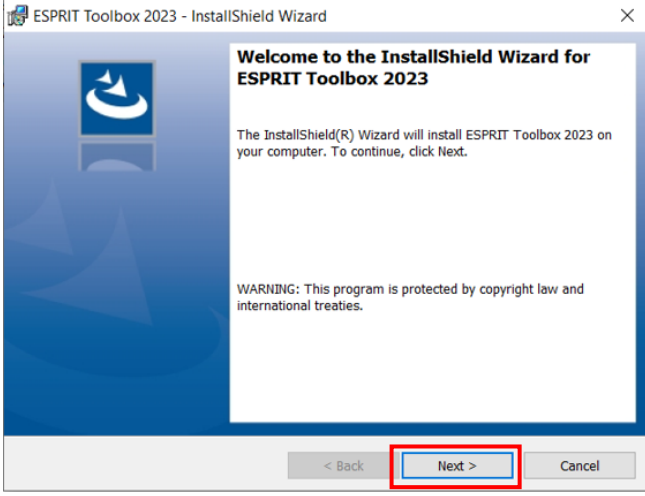 ESPRIT Toolbox 2023 - InstallShield Wizard
Welcome to the InstallShield Wizard for
ESPRIT Toolbox 2023
The InstallShield(R) Wizard will install ESPRIT Toolbox 2023 on
your computer. To continue, click Next.
WARNING: This program is protected by copyright law and
international treaties.
< Back Next > Cancel